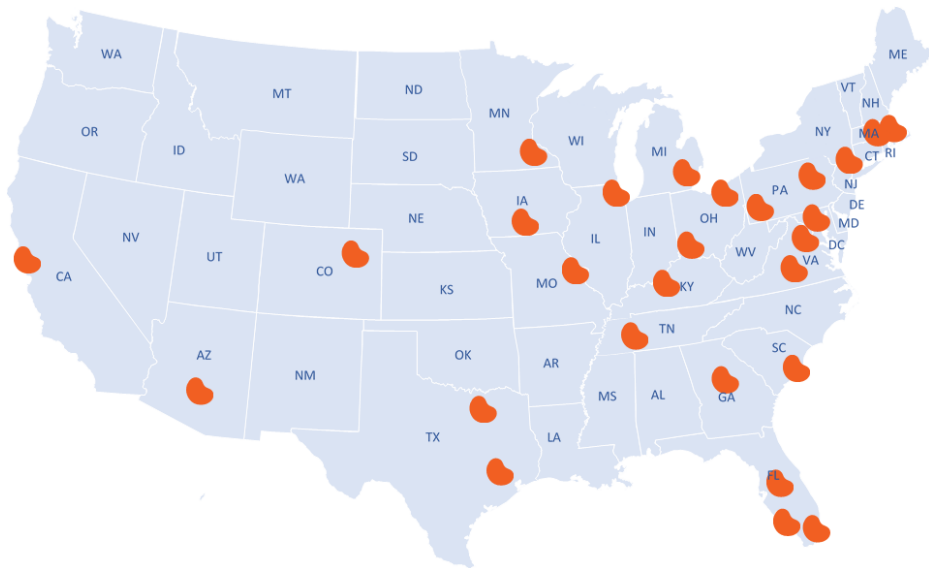 ME
WA
VT
MT
ND
NH
MN
OR
NY
MA
WI
MI
SD
CT
RI
ID
WA
PA
NJ
IA
DE
NE
OH
MD
NV
IL
IN
DC
UT
WV
VA
CO
CA
MO
KY
KS
NC
TN
SC
AZ
OK
AR
NM
MS
AL
GA
TX
LA
FL